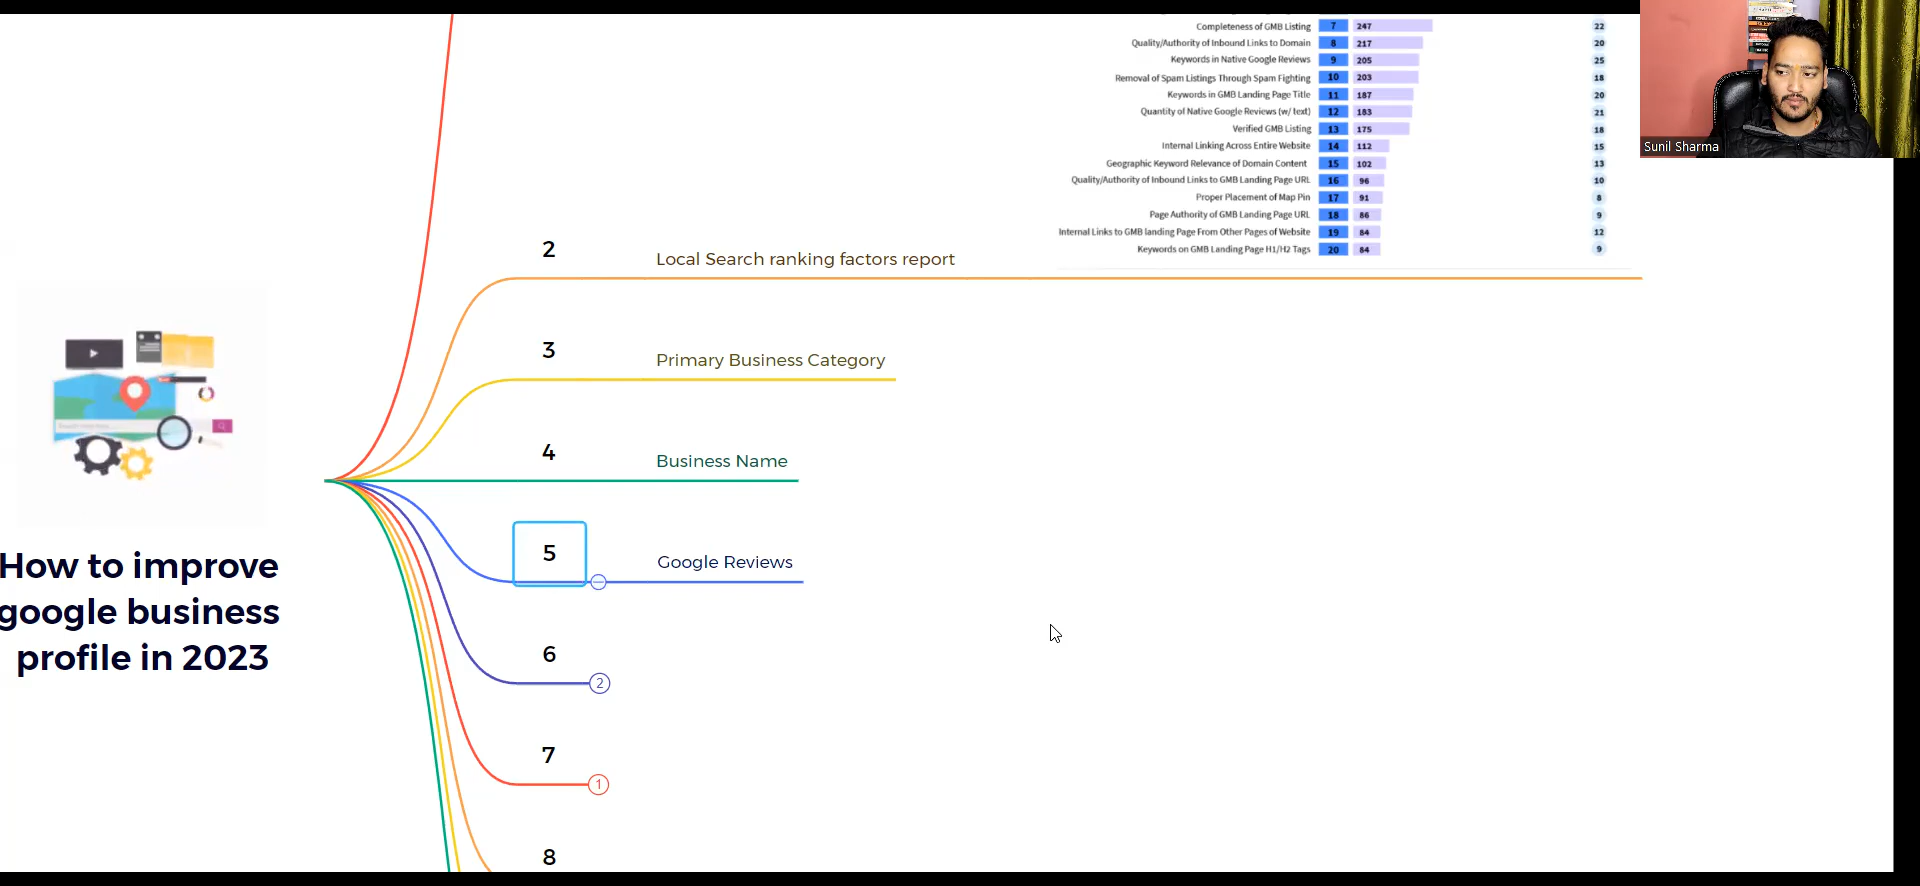 Completeness of GMB Listing 7 247 22
Quality/Authority of Inbound Links to Domain 8 217 20
Keywords in Native Google Reviews 9 205 25
Removal of Spam Listings Through Spam Fighting 10 203 18
Keywords in GMB Landing Page Title 11 187 20
Quantity of Native Google Reviews (w/ text) 12 183 21
Verified GMB Listing 13 175 18
Internal Linking Across Entire Website 14 112 15
Geographic Keyword Relevance of Domain Content 15 102 13
Quality/Authority of Inbound Links to GMB Landing Page URL 16 96 10
Proper Placement of Map Pin 17 91 8
Page Authority of GMB Landing Page URL 18 86 9
Internal Links to GMB landing Page From Other Pages of Website 19 84 12
Keywords on GMB Landing Page H1/H2 Tags 20 84 9
Sunil Sharma
2 Local Search ranking factors report
3 Primary Business Category
4 Business Name
5 Google Reviews
6 2
7 1
8
How to improve
google business
profile in 2023